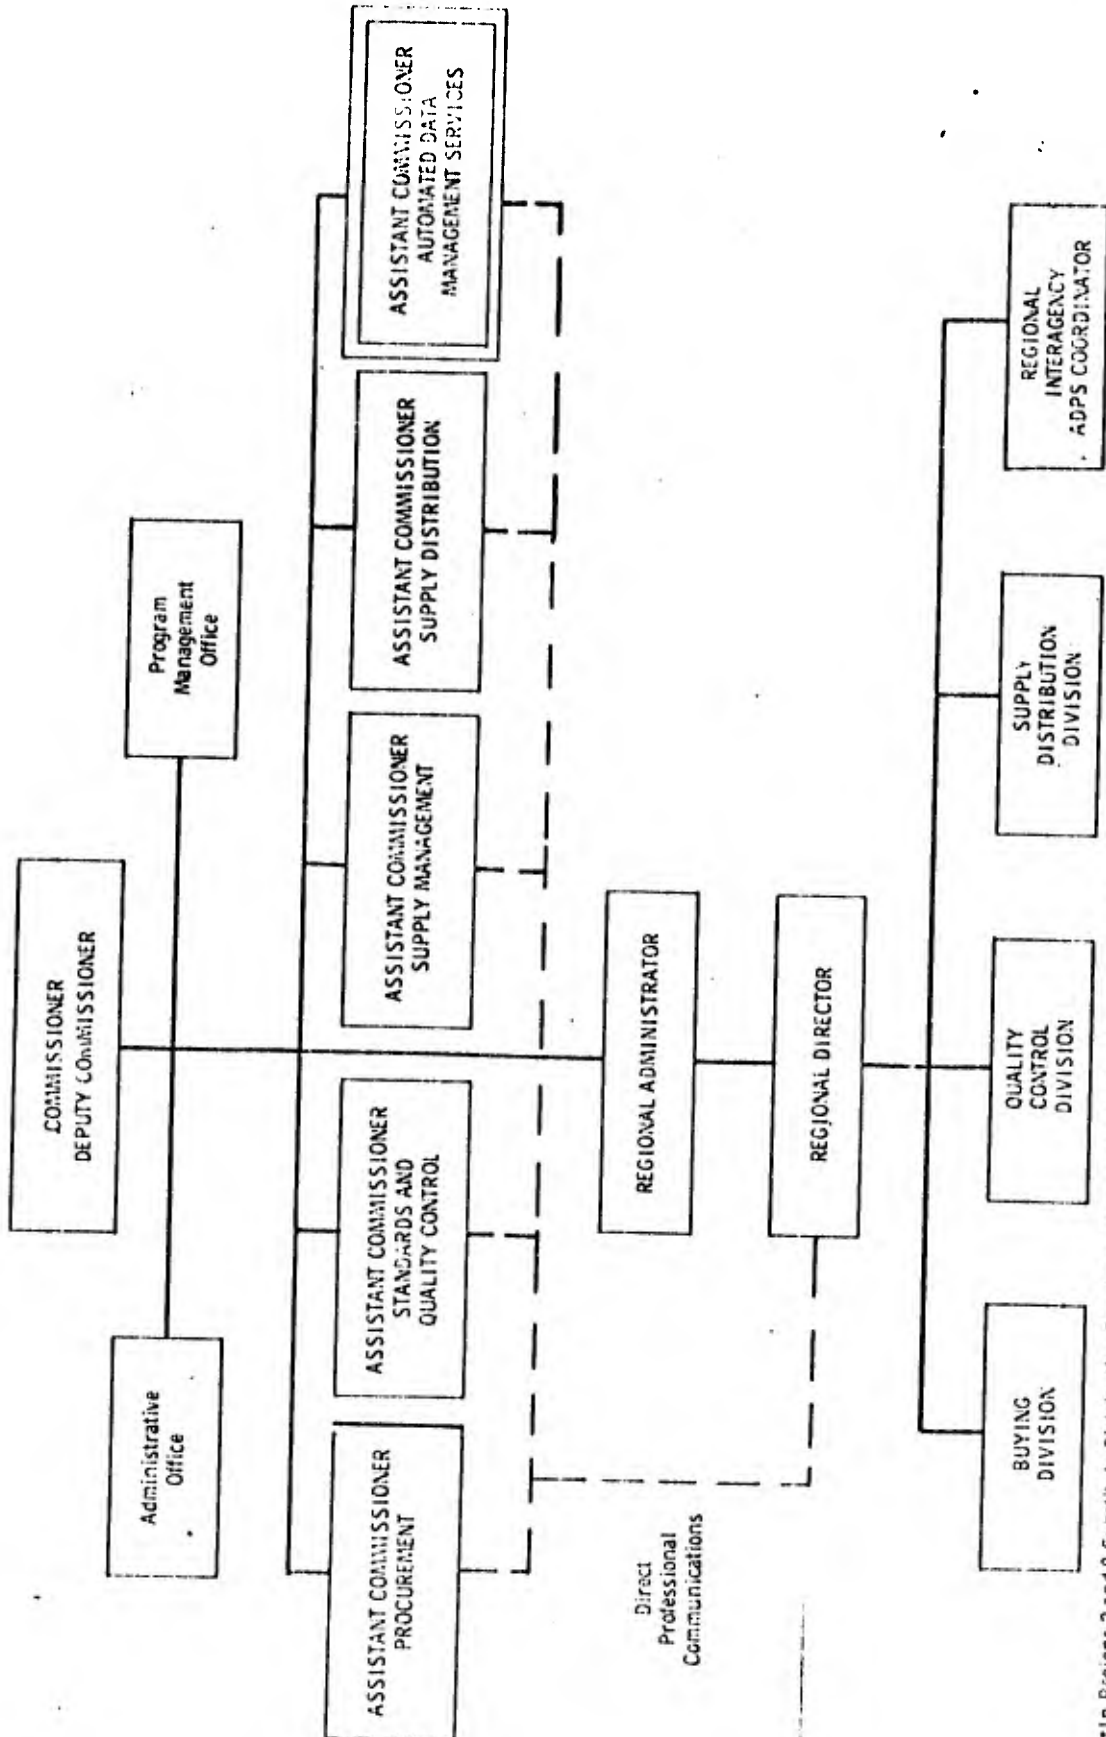 COMMISSIONER
DEPUTY COMMISSIONER
Administrative
Office
Program
Management
Office
ASSISTANT COMMISSIONER
PROCUREMENT
ASSISTANT COMMISSIONER
STANDARDS AND
QUALITY CONTROL
ASSISTANT COMMISSIONER
SUPPLY MANAGEMENT
ASSISTANT COMMISSIONER
SUPPLY DISTRIBUTION
ASSISTANT COMMISSIONER
AUTOMATED DATA
MANAGEMENT SERVICES
Direct
Professional
Communications
REGIONAL ADMINISTRATOR
REGIONAL DIRECTOR
BUYING
DIVISION
QUALITY
CONTROL
DIVISION
SUPPLY
DISTRIBUTION
DIVISION
REGIONAL
INTERAGENCY
ADPS COORDINATOR